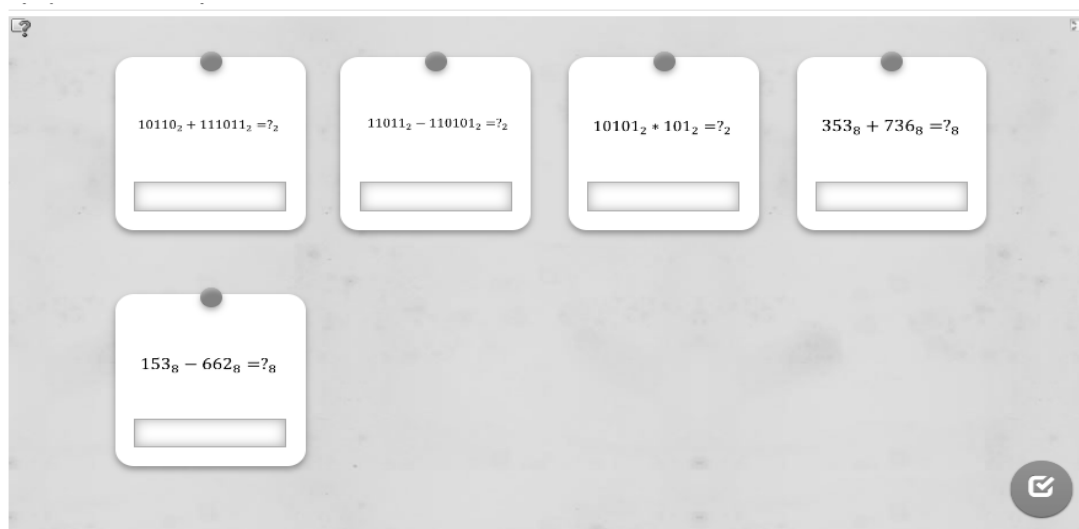 10110₂ + 111011₂ =?₂
11011₂ − 110101₂ =?₂
10101₂ ∗ 101₂ =?₂
353₈ + 736₈ =?₈
153₈ − 662₈ =?₈